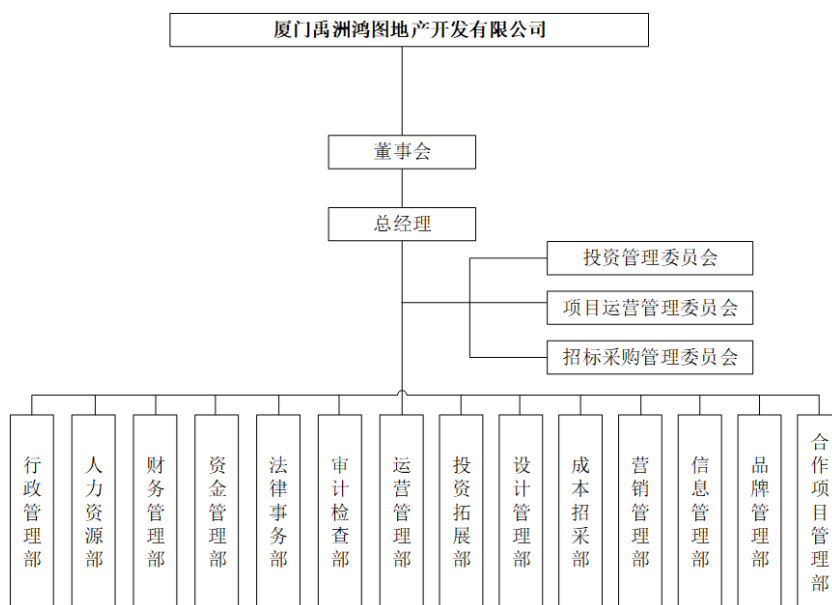 厦门禹洲鸿图地产开发有限公司
董事会
总经理
投资管理委员会
项目运营管理委员会
招标采购管理委员会
行政管理部
人力资源部
财务管理部
资金管理部
法律事务部
审计检查部
运营管理部
投资拓展部
设计管理部
成本招采部
营销管理部
信息管理部
品牌管理部
合作项目管理部